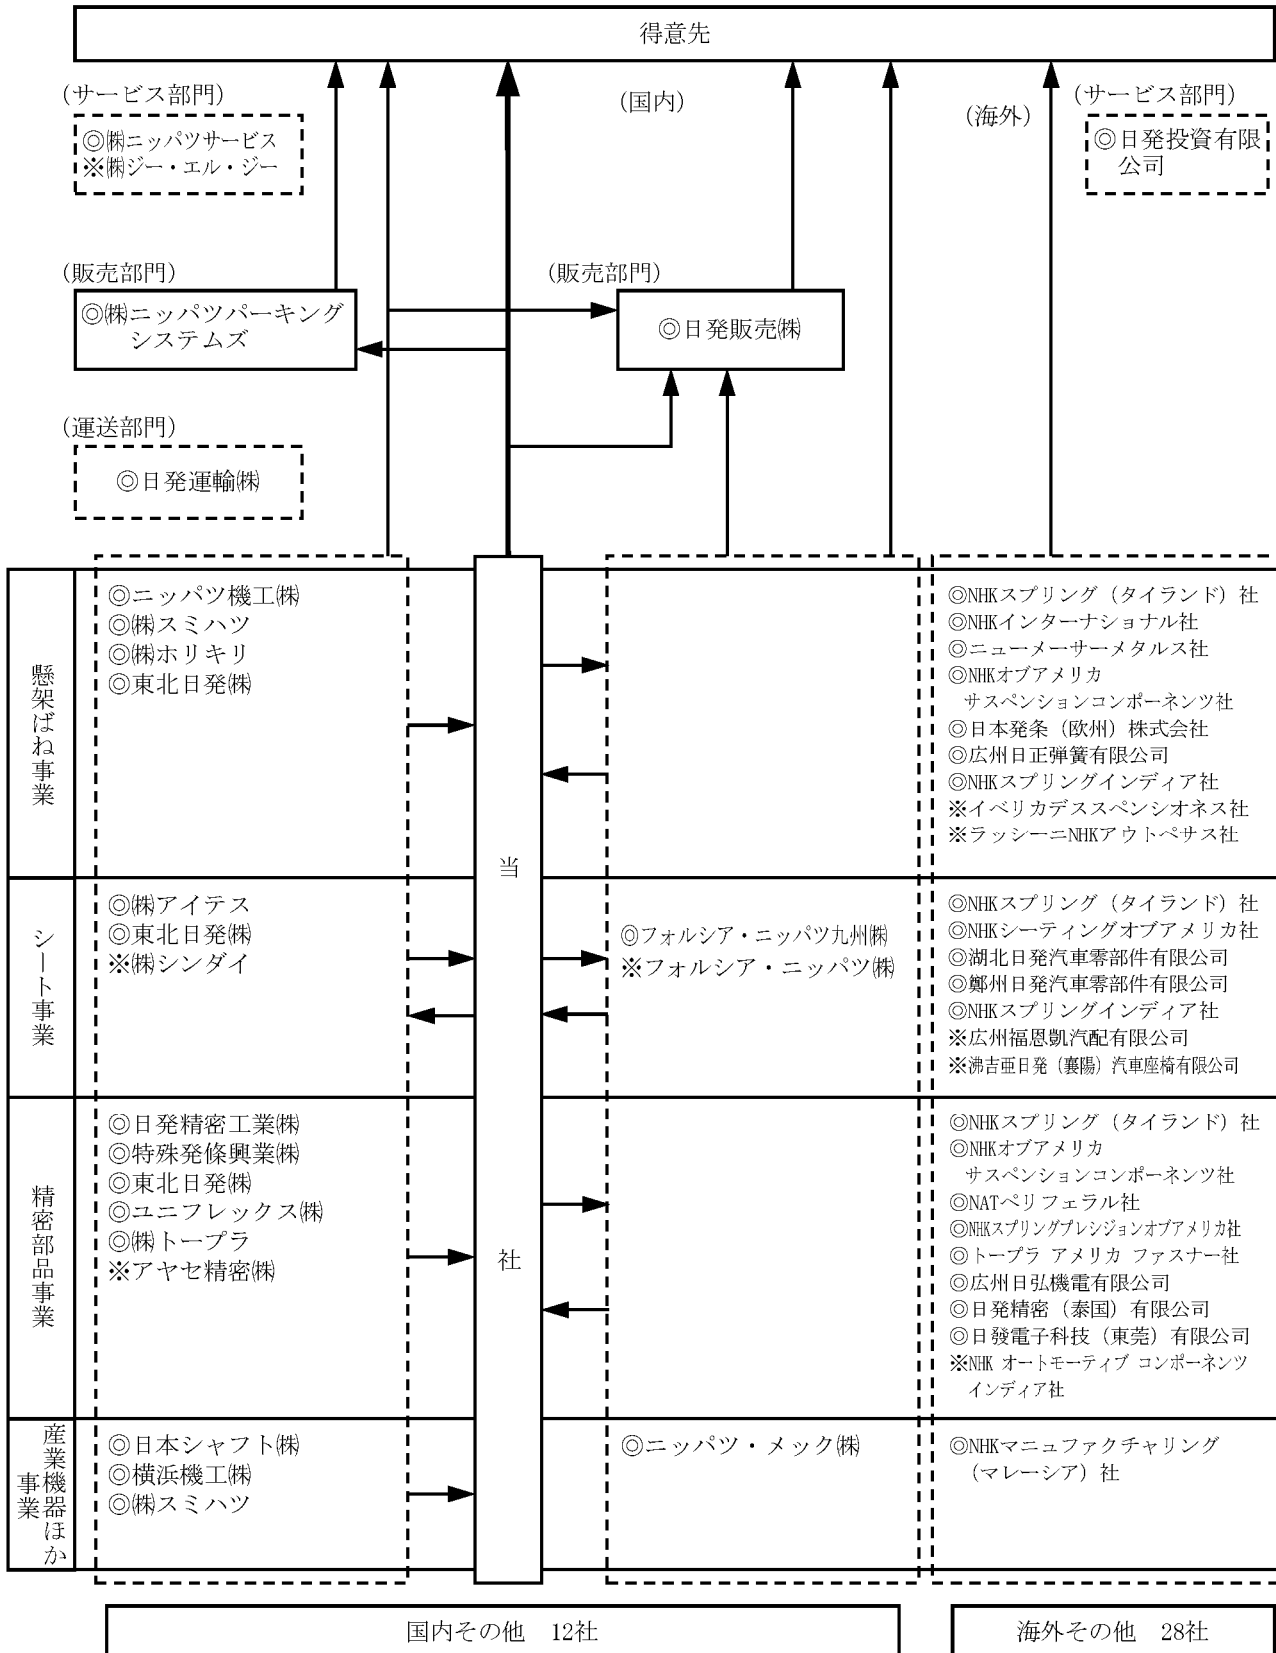 得意先
(サービス部門)
◎㈱ニッパツサービス
※㈱ジー・エル・ジー
(国内)
(海外)
(サービス部門)
◎日発投資有限
公司
(販売部門)
◎㈱ニッパツパーキング
システムズ
(販売部門)
◎日発販売㈱
(運送部門)
◎日発運輸㈱
当社
懸架ばね事業
◎ニッパツ機工㈱
◎㈱スミハツ
◎㈱ホリキリ
◎東北日発㈱
◎NHKスプリング（タイランド）社
◎NHKインターナショナル社
◎ニューメーサーメタルス社
◎NHKオブアメリカ
サスペンションコンポーネンツ社
◎日本発条（欧州）株式会社
◎広州日正弾簧有限公司
◎NHKスプリングインディア社
※イベリカデススペンシオネス社
※ラッシーニNHKアウトペサス社
シート事業
◎㈱アイテス
◎東北日発㈱
※㈱シンダイ
◎フォルシア・ニッパツ九州㈱
※フォルシア・ニッパツ㈱
◎NHKスプリング（タイランド）社
◎NHKシーティングオブアメリカ社
◎湖北日発汽車零部件有限公司
◎鄭州日発汽車零部件有限公司
◎NHKスプリングインディア社
※広州福恩凱汽配有限公司
※沸吉亜日発（襄陽）汽車座椅有限公司
精密部品事業
◎日発精密工業㈱
◎特殊発條興業㈱
◎東北日発㈱
◎ユニフレックス㈱
◎㈱トープラ
※アヤセ精密㈱
◎NHKスプリング（タイランド）社
◎NHKオブアメリカ
サスペンションコンポーネンツ社
◎NATペリフェラル社
◎NHKスプリングプレシジョンオブアメリカ社
◎トープラ アメリカ ファスナー社
◎広州日弘機電有限公司
◎日発精密（泰国）有限公司
◎日發電子科技（東莞）有限公司
※NHK オートモーティブ コンポーネンツ
インディア社
産業機器ほか
事業
◎日本シャフト㈱
◎横浜機工㈱
◎㈱スミハツ
◎ニッパツ・メック㈱
◎NHKマニュファクチャリング
（マレーシア）社
国内その他　12社
海外その他　28社